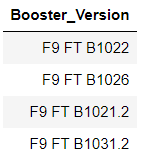 Booster_Version
F9 FT B1022
F9 FT B1026
F9 FT B1021.2
F9 FT B1031.2